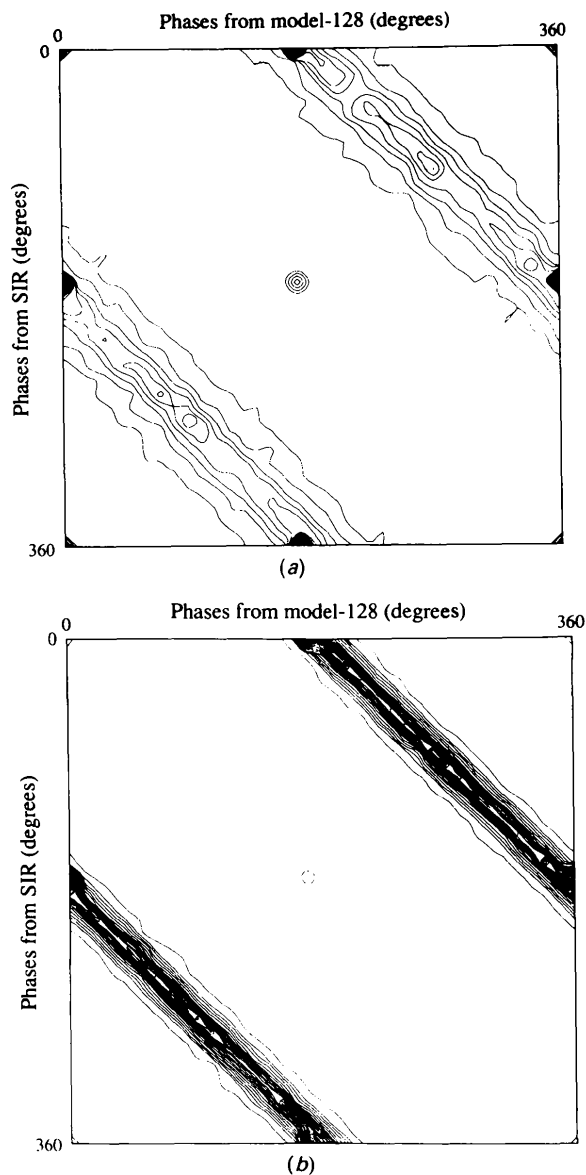 Phases from model-128 (degrees)
0 360
0
Phases from SIR (degrees)
360
(a)
Phases from model-128 (degrees)
0 360
0
Phases from SIR (degrees)
360
(b)